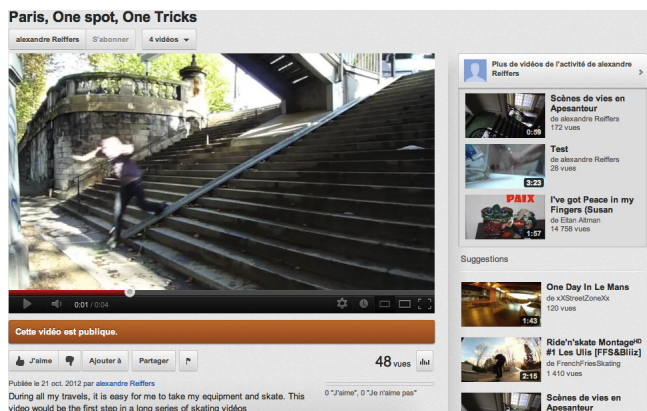 Paris, One spot, One Tricks
alexandre Reiffers S'abonner 4 vidéos
0:01 / 0:04
Cette vidéo est publique.
J'aime Ajouter à Partager 48 vues
Publiée le 21 oct. 2012 par alexandre Reiffers
During all my travels, it is easy for me to take my equipment and skate. This
video would be the first step in a long series of skating vidéos
0 "J'aime", 0 "Je n'aime pas"
Plus de vidéos de l'activité de alexandre
Reiffers
0:59
Scènes de vies en
Apesanteur
de alexandre Reiffers
172 vues
3:23
Test
de alexandre Reiffers
28 vues
PAIX
1:57
I've got Peace in my
Fingers (Susan
de Eitan Altman
14 758 vues
Suggestions
1:43
One Day In Le Mans
de xXStreetZoneXx
120 vues
2:15
Ride'n'skate Montage HD
#1 Les Ulis [FFS&Bliiz]
de FrenchFriesSkating
1 410 vues
Scènes de vies en
Apesanteur